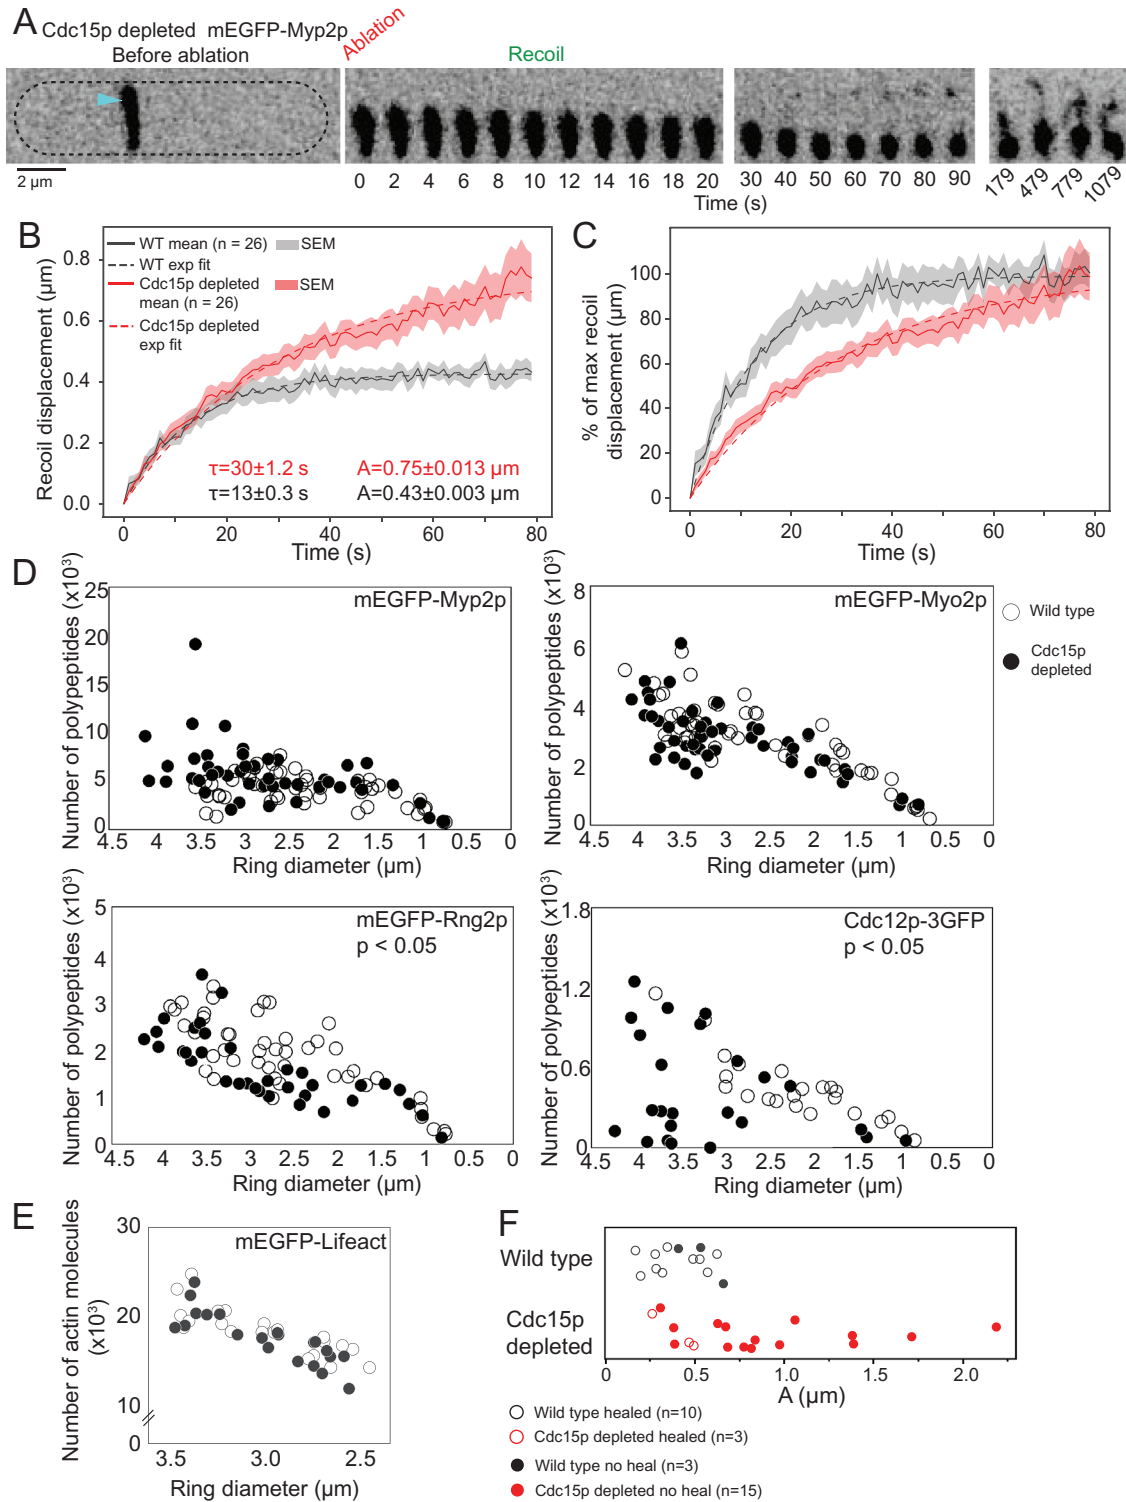 A
Cdc15p depleted mEGFP-Myp2p
Before ablation
Ablation
Recoil
2 µm
0 2 4 6 8 10 12 14 16 18 20
30 40 50 60 70 80 90
179 479 779 1079
Time (s)
B
WT mean (n = 26)
SEM
WT exp fit
Cdc15p depleted
mean (n = 26)
SEM
Cdc15p depleted
exp fit
Recoil displacement (µm)
0.8
0.6
0.4
0.2
0.0
τ=30±1.2 s
A=0.75±0.013 µm
τ=13±0.3 s
A=0.43±0.003 µm
0 20 40 60 80
Time (s)
C
% of max recoil
displacement (µm)
100
80
60
40
20
0
0 20 40 60 80
Time (s)
D
Number of polypeptides (x10³)
25
20
15
10
5
0
mEGFP-Myp2p
4.5 4 3.5 3 2.5 2 1.5 1 0.5 0
Ring diameter (µm)
Number of polypeptides (x10³)
8
6
4
2
0
mEGFP-Myo2p
4.5 4 3.5 3 2.5 2 1.5 1 0.5 0
Ring diameter (µm)
Wild type
Cdc15p
depleted
Number of polypeptides (x10³)
5
4
3
2
1
0
mEGFP-Rng2p
p < 0.05
4.5 4 3.5 3 2.5 2 1.5 1 0.5 0
Ring diameter (µm)
Number of polypeptides (x10³)
1.8
1.2
0.6
0
Cdc12p-3GFP
p < 0.05
4.5 4 3.5 3 2.5 2 1.5 1 0.5 0
Ring diameter (µm)
E
Number of actin molecules
(x10³)
30
20
10
0
mEGFP-Lifeact
3.5 3.0 2.5
Ring diameter (µm)
F
Wild type
Cdc15p
depleted
0 0.5 1.0 1.5 2.0
A (µm)
Wild type healed (n=10)
Cdc15p depleted healed (n=3)
Wild type no heal (n=3)
Cdc15p depleted no heal (n=15)